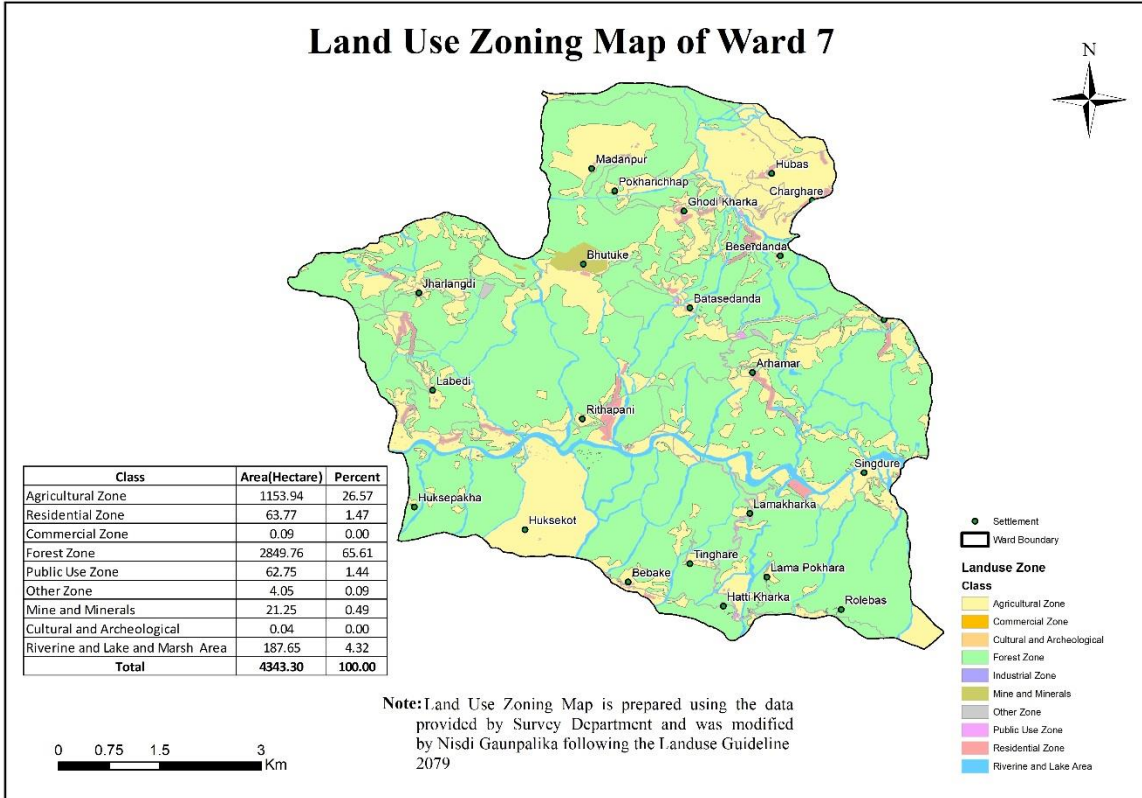 Land Use Zoning Map of Ward 7
N
Madanpur
Hubas
Pokharichhap
Charghare
Ghodi Kharka
Beserdanda
Bhutuke
Jharlangdi
Batasedanda
Arhamar
Labedi
Rithapani
Singdure
Huksepakha
Lamakharka
Huksekot
Tinghare
Lama Pokhara
Bebake
Hatti Kharka
Rolebas
Class Area(Hectare) Percent
Agricultural Zone 1153.94 26.57
Residential Zone 63.77 1.47
Commercial Zone 0.09 0.00
Forest Zone 2849.76 65.61
Public Use Zone 62.75 1.44
Other Zone 4.05 0.09
Mine and Minerals 21.25 0.49
Cultural and Archeological 0.04 0.00
Riverine and Lake and Marsh Area 187.65 4.32
Total 4343.30 100.00
Settlement
Ward Boundary
Landuse Zone
Class
Agricultural Zone
Commercial Zone
Cultural and Archeological
Forest Zone
Industrial Zone
Mine and Minerals
Other Zone
Public Use Zone
Residential Zone
Riverine and Lake Area
Note: Land Use Zoning Map is prepared using the data
provided by Survey Department and was modified
by Nisdi Gaunpalika following the Landuse Guideline
2079
0 0.75 1.5 3
Km